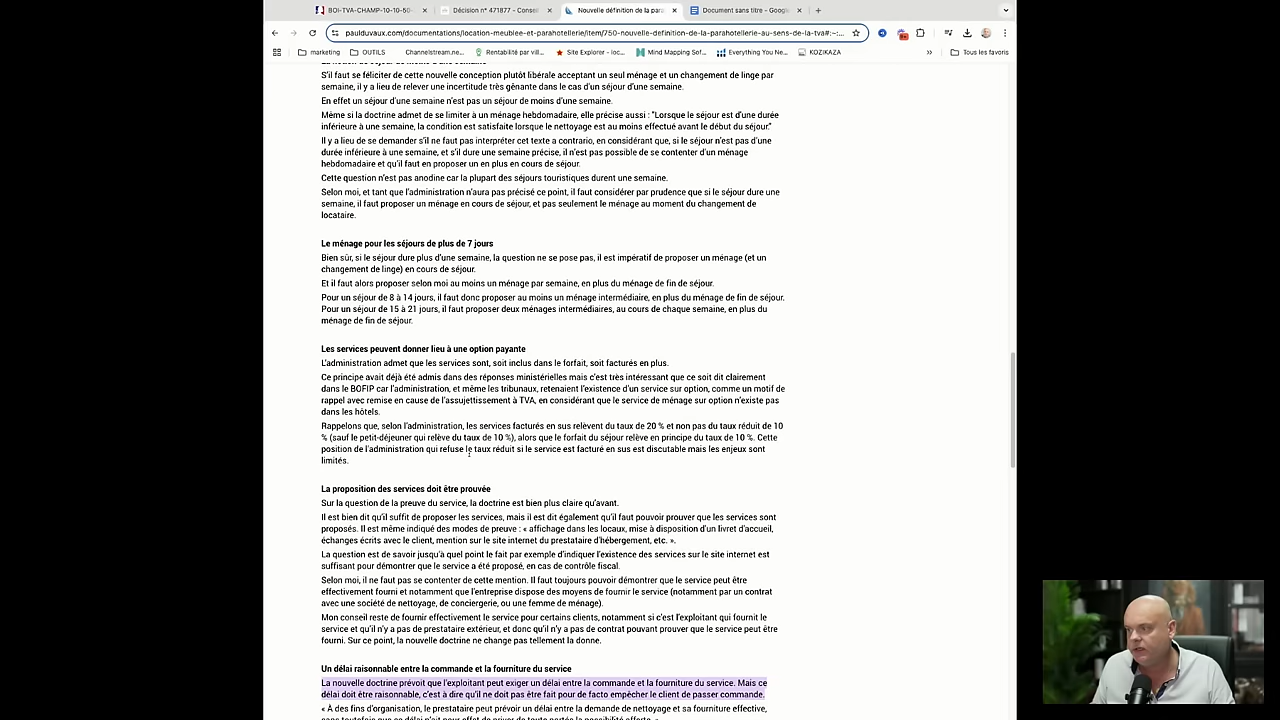 BOI-TVA-CHAMP-10-10-50-
Décision n° 471877 - Conseil
Nouvelle définition de la para
Document sans titre - Google
paulduvaux.com/documentations/location-meublee-et-parahotellerie/item/750-nouvelle-definition-de-la-parahotellerie-au-sens-de-la-tva#:~:...
marketing
OUTILS
Channelstream.ne...
Rentabilité par vill...
Site Explorer - loc...
Mind Mapping Sof...
Everything You Ne...
KOZIKAZA
»
Tous les favoris
S'il faut se féliciter de cette nouvelle conception plutôt libérale acceptant un seul ménage et un changement de linge par
semaine, il y a lieu de relever une incertitude très gênante dans le cas d'un séjour d'une semaine.
En effet un séjour d'une semaine n'est pas un séjour de moins d'une semaine.
Même si la doctrine admet de se limiter à un ménage hebdomadaire, elle précise aussi : "Lorsque le séjour est d'une durée
inférieure à une semaine, la condition est satisfaite lorsque le nettoyage est au moins effectué avant le début du séjour."
Il y a lieu de se demander s'il ne faut pas interpréter cet texte a contrario, en considérant que, si le séjour n'est pas d'une
durée inférieure à une semaine, et s'il dure une semaine précise, il n'est pas possible de se contenter d'un ménage
hebdomadaire et qu'il faut en proposer un en plus en cours de séjour.
Cette question n'est pas anodine car la plupart des séjours touristiques durent une semaine.
Selon moi, et tant que l'administration n'aura pas précisé ce point, il faut considérer par prudence que si le séjour dure une
semaine, il faut proposer un ménage en cours de séjour, et pas seulement le ménage au moment du changement de
locataire.
Le ménage pour les séjours de plus de 7 jours
Bien sûr, si le séjour dure plus d'une semaine, la question ne se pose pas, il est impératif de proposer un ménage (et un
changement de linge) en cours de séjour.
Et il faut alors proposer selon moi au moins un ménage par semaine, en plus du ménage de fin de séjour.
Pour un séjour de 8 à 14 jours, il faut donc proposer au moins un ménage intermédiaire, en plus du ménage de fin de séjour.
Pour un séjour de 15 à 21 jours, il faut proposer deux ménages intermédiaires, au cours de chaque semaine, en plus du
ménage de fin de séjour.
Les services peuvent donner lieu à une option payante
L'administration admet que les services sont, soit inclus dans le forfait, soit facturés en plus.
Ce principe avait déjà été admis dans des réponses ministérielles mais c'est très intéressant que ce soit dit clairement
dans le BOFIP car l'administration, et même les tribunaux, retenaient l'existence d'un service sur option, comme un motif de
rappel avec remise en cause de l'assujettissement à TVA, en considérant que le service de ménage sur option n'existe pas
dans les hôtels.
Rappelons que, selon l'administration, les services facturés en sus relèvent du taux de 20 % et non pas du taux réduit de 10
% (sauf le petit-déjeuner qui relève du taux de 10 %), alors que le forfait du séjour relève en principe du taux de 10 %. Cette
position de l'administration qui refuse le taux réduit si le service est facturé en sus est discutable mais les enjeux sont
limités.
La proposition des services doit être prouvée
Sur la question de la preuve du service, la doctrine est bien plus claire qu'avant.
Il est bien dit qu'il suffit de proposer les services, mais il est dit également qu'il faut pouvoir prouver que les services sont
proposés. Il est même indiqué des modes de preuve : « affichage dans les locaux, mise à disposition d'un livret d'accueil,
échanges écrits avec le client, mention sur le site internet du prestataire d'hébergement, etc. ».
La question est de savoir jusqu'à quel point le fait par exemple d'indiquer l'existence des services sur le site internet est
suffisant pour démontrer que le service a été proposé, en cas de contrôle fiscal.
Selon moi, il ne faut pas se contenter de cette mention. Il faut toujours pouvoir démontrer que le service peut être
effectivement fourni et notamment que l'entreprise dispose des moyens de fournir le service (notamment par un contrat
avec une société de nettoyage, de conciergerie, ou une femme de ménage).
Mon conseil reste de fournir effectivement le service pour certains clients, notamment si c'est l'exploitant qui fournit le
service et qu'il n'y a pas de prestataire extérieur, et donc qu'il n'y a pas de contrat pouvant prouver que le service peut être
fourni. Sur ce point, la nouvelle doctrine ne change pas tellement la donne.
Un délai raisonnable entre la commande et la fourniture du service
La nouvelle doctrine prévoit que l'exploitant peut exiger un délai entre la commande et la fourniture du service. Mais ce
délai doit être raisonnable, c'est à dire qu'il ne doit pas être fait pour de facto empêcher le client de passer commande.
« À des fins d'organisation, le prestataire peut prévoir un délai entre la demande de nettoyage et sa fourniture effective,